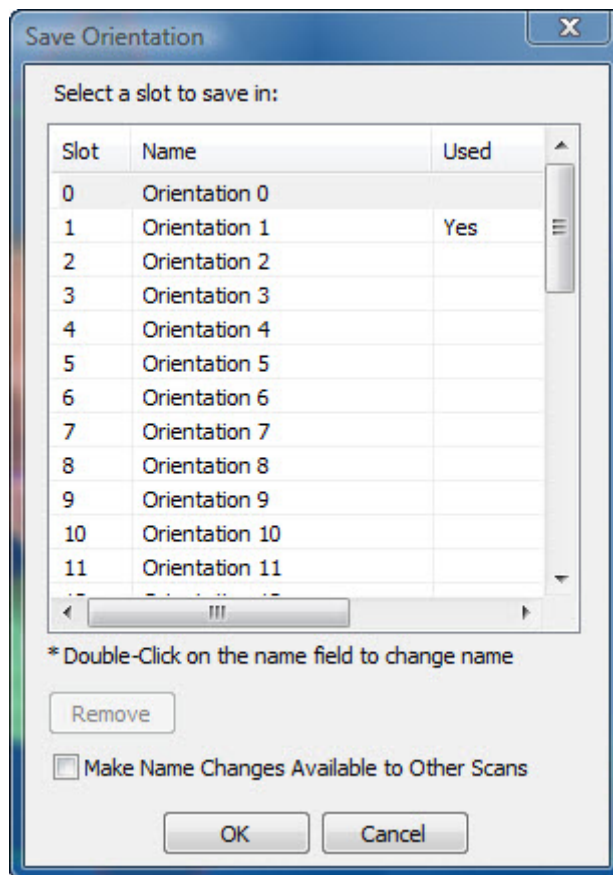 Save Orientation
Select a slot to save in:
Slot Name Used
0 Orientation 0
1 Orientation 1 Yes
2 Orientation 2
3 Orientation 3
4 Orientation 4
5 Orientation 5
6 Orientation 6
7 Orientation 7
8 Orientation 8
9 Orientation 9
10 Orientation 10
11 Orientation 11
* Double-Click on the name field to change name
Remove
Make Name Changes Available to Other Scans
OK Cancel